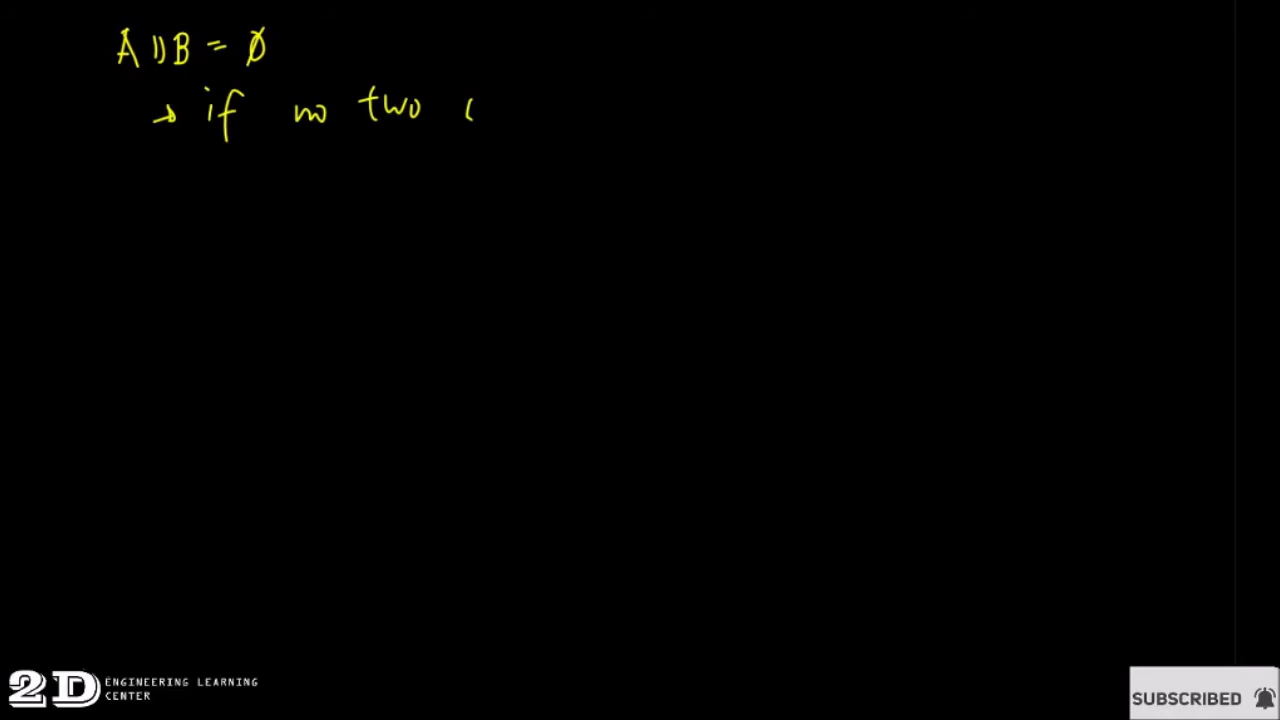 A ∩ B = Ø
→ if no two
2D ENGINEERING LEARNING
CENTER
SUBSCRIBED